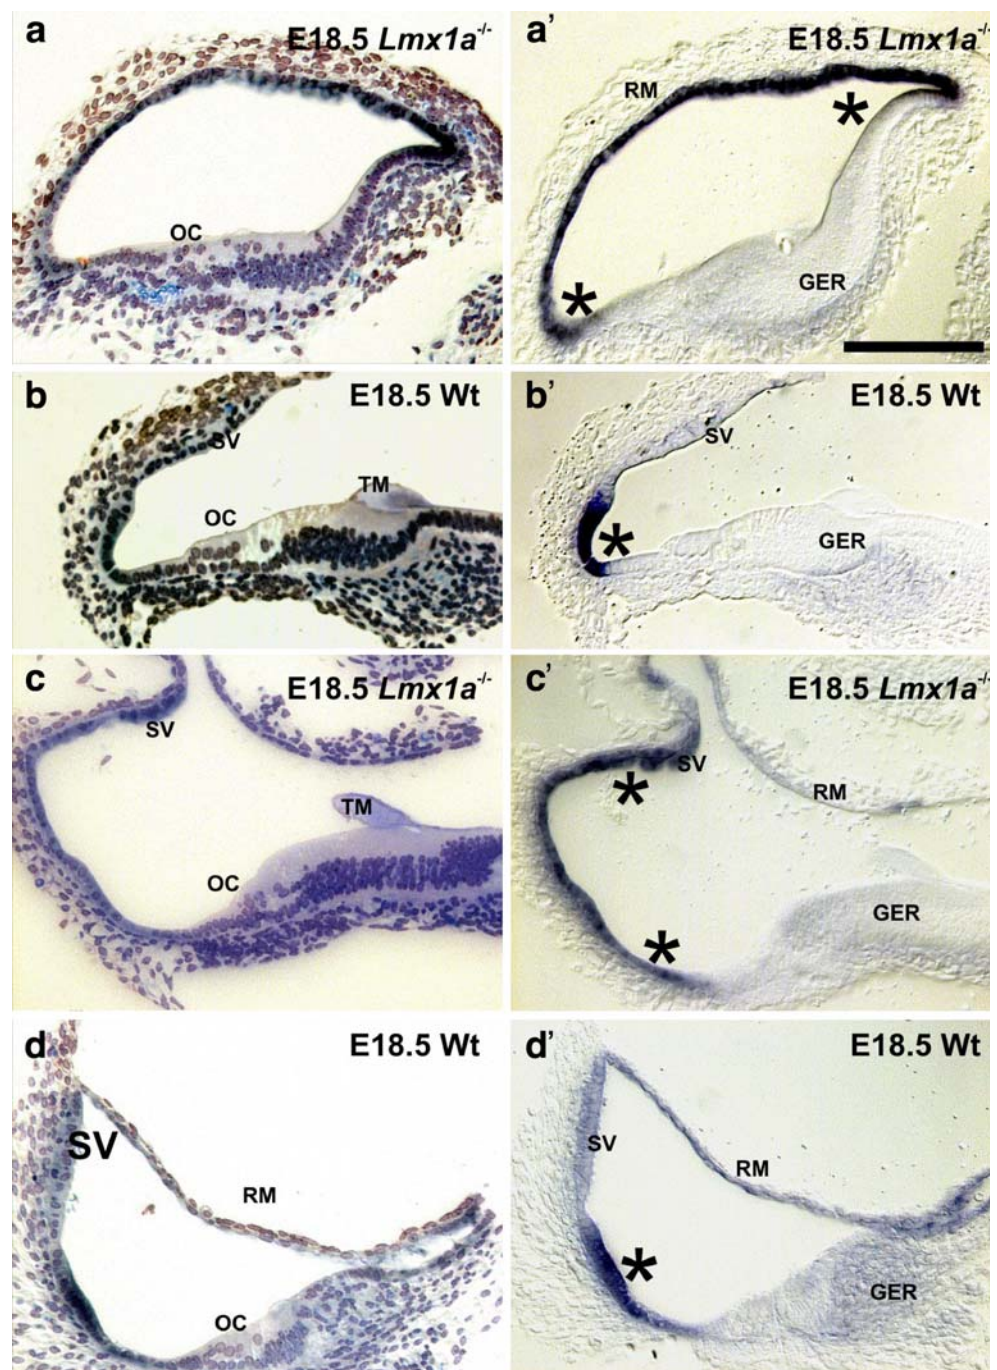 a E18.5 Lmx1a-/-
OC
a' E18.5 Lmx1a-/-
RM
*
*
GER
b E18.5 Wt
SV
TM
OC
b' E18.5 Wt
SV
*
GER
c E18.5 Lmx1a-/-
SV
TM
OC
c' E18.5 Lmx1a-/-
SV
*
RM
GER
*
d E18.5 Wt
SV
RM
OC
d' E18.5 Wt
SV
RM
*
GER